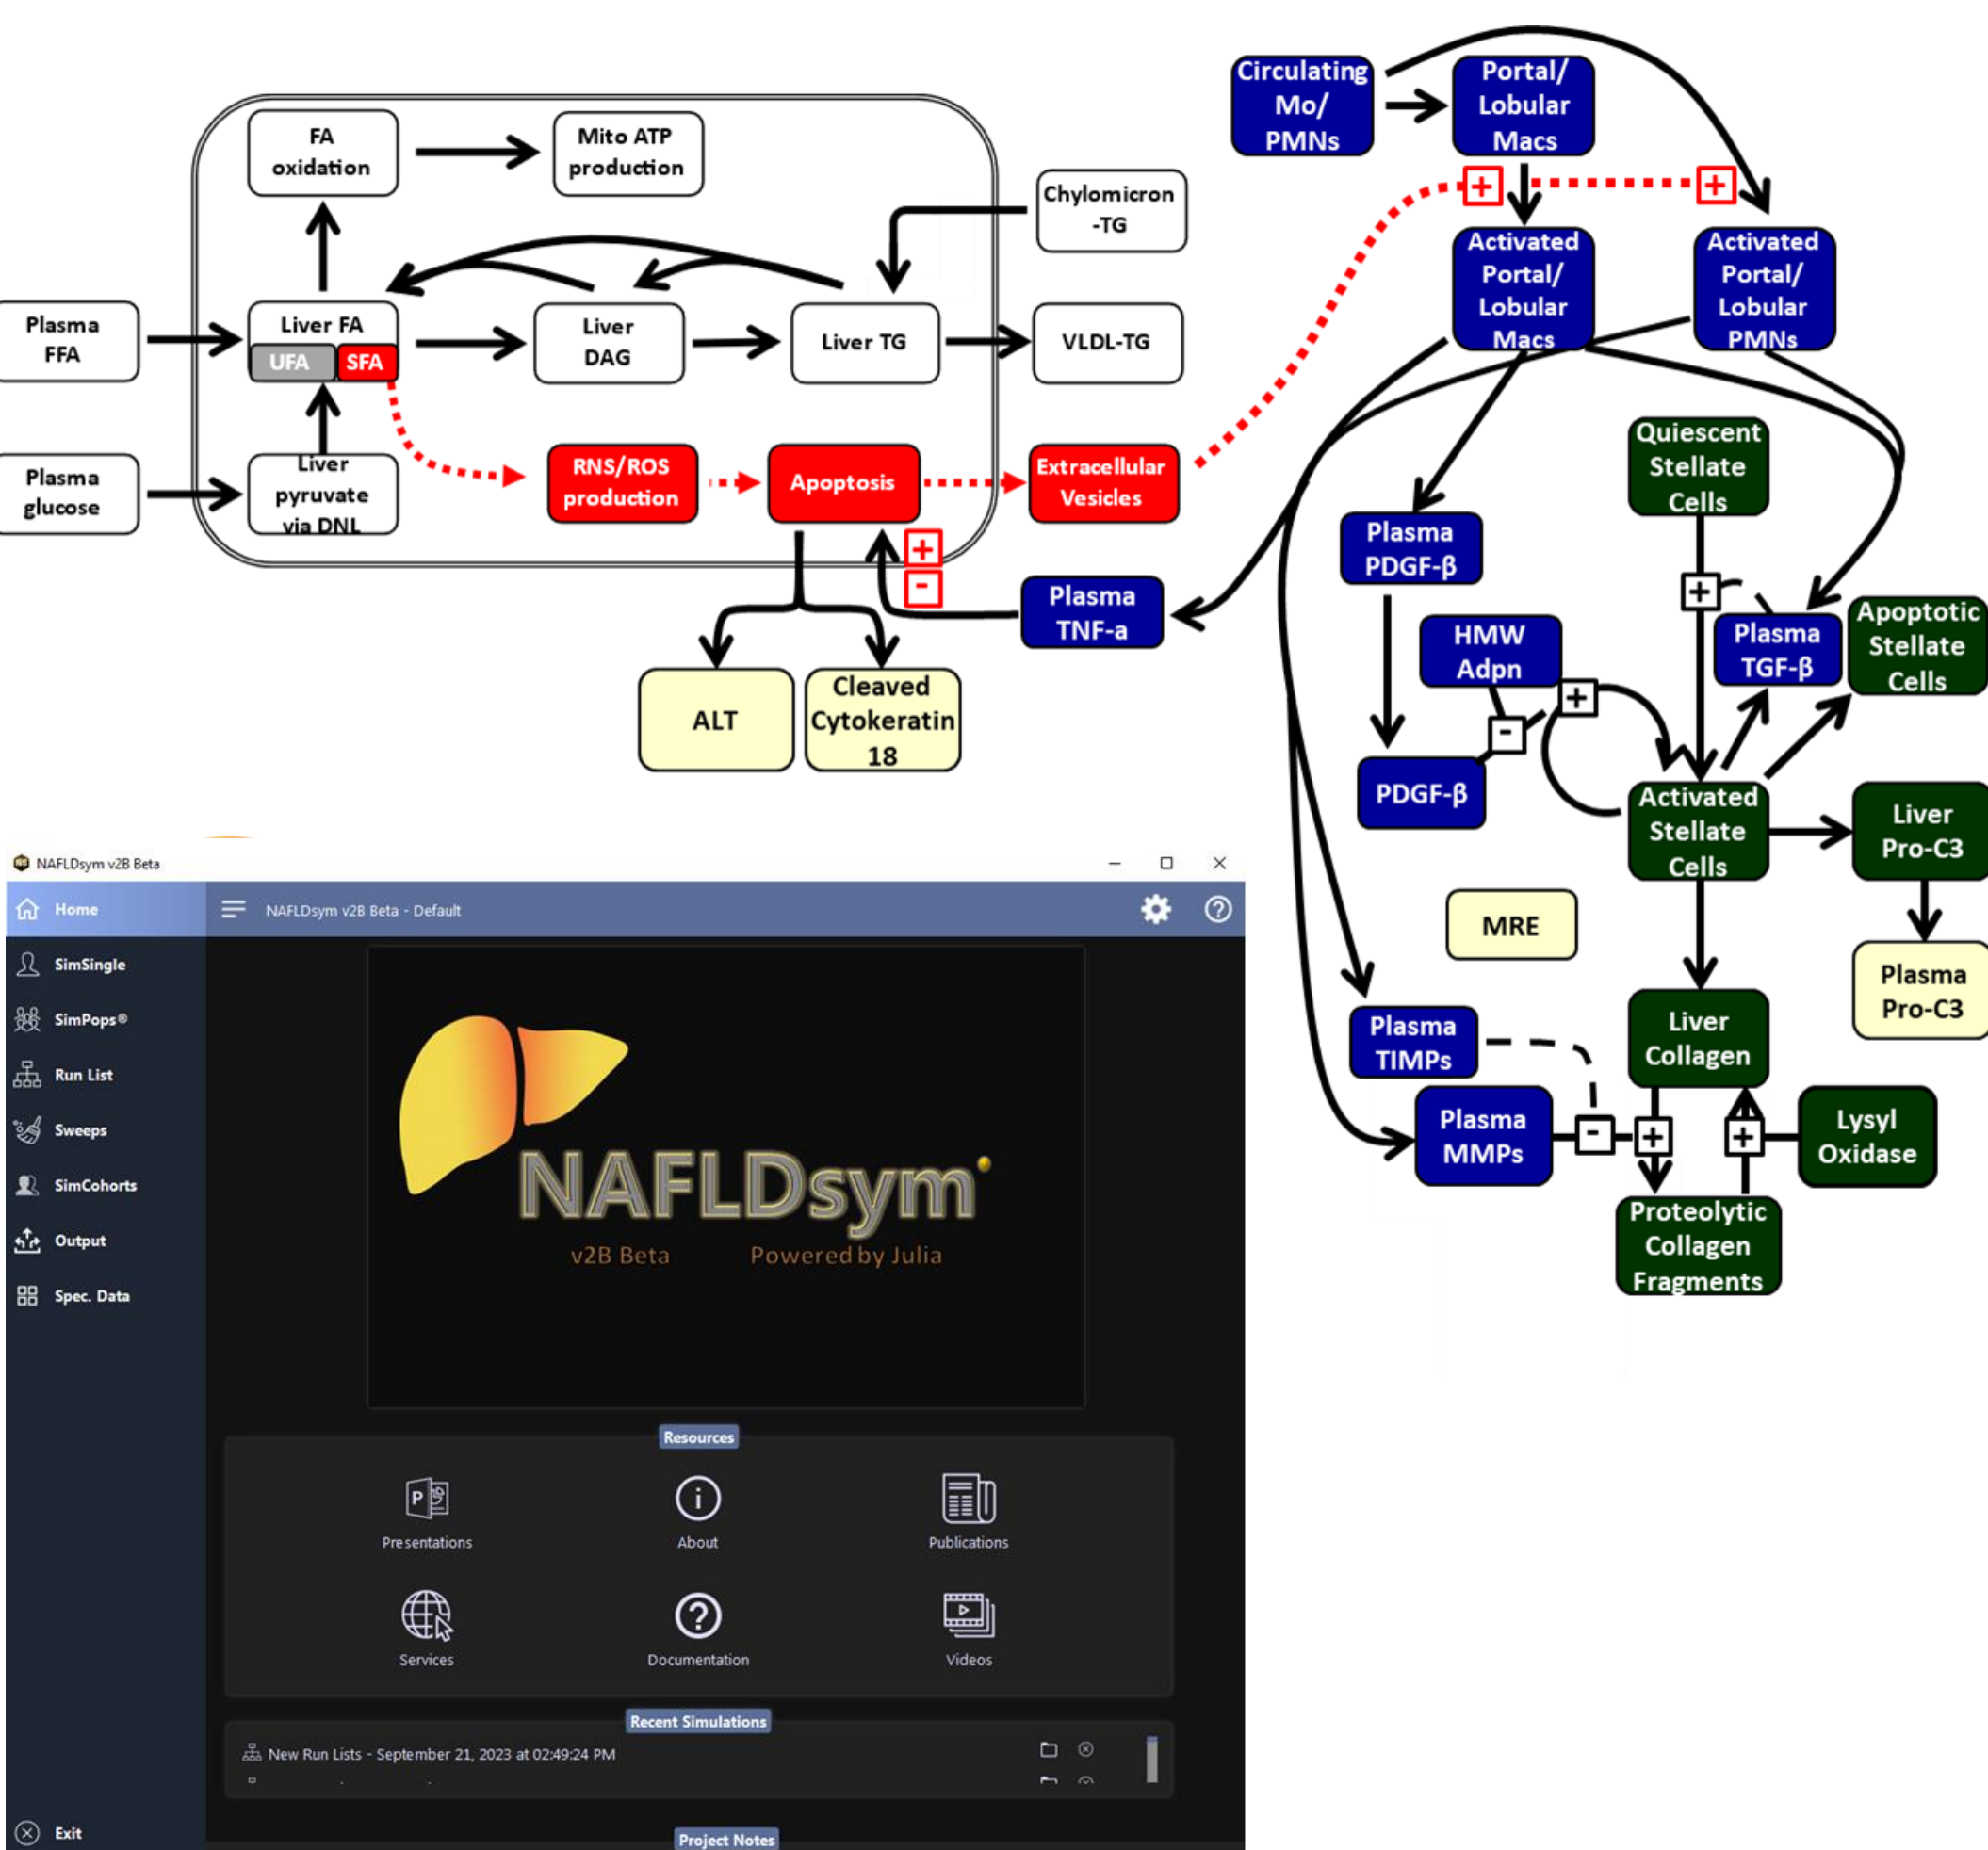 FA
oxidation
Mito ATP
production
Chylomicron
-TG
Plasma
FFA
Liver FA
UFA
SFA
Liver
DAG
Liver TG
VLDL-TG
Plasma
glucose
Liver
pyruvate
via DNL
RNS/ROS
production
Apoptosis
Extracellular
Vesicles
+
-
Plasma
TNF-a
ALT
Cleaved
Cytokeratin
18
Circulating
Mo/
PMNs
Portal/
Lobular
Macs
+
+
Activated
Portal/
Lobular
Macs
Activated
Portal/
Lobular
PMNs
Quiescent
Stellate
Cells
Plasma
PDGF-β
+
HMW
Adpn
Plasma
TGF-β
Apoptotic
Stellate
Cells
+
-
PDGF-β
Activated
Stellate
Cells
Liver
Pro-C3
MRE
Plasma
Pro-C3
Plasma
TIMPs
Liver
Collagen
Plasma
MMPs
-
+
+
Lysyl
Oxidase
Proteolytic
Collagen
Fragments
NAFLDsym v2B Beta
Home
NAFLDsym v2B Beta - Default
SimSingle
SimPops®
Run List
Sweeps
SimCohorts
Output
Spec. Data
Exit
NAFLDsym
v2B Beta Powered by Julia
Resources
Presentations
About
Publications
Services
Documentation
Videos
Recent Simulations
New Run Lists - September 21, 2023 at 02:49:24 PM
Project Notes